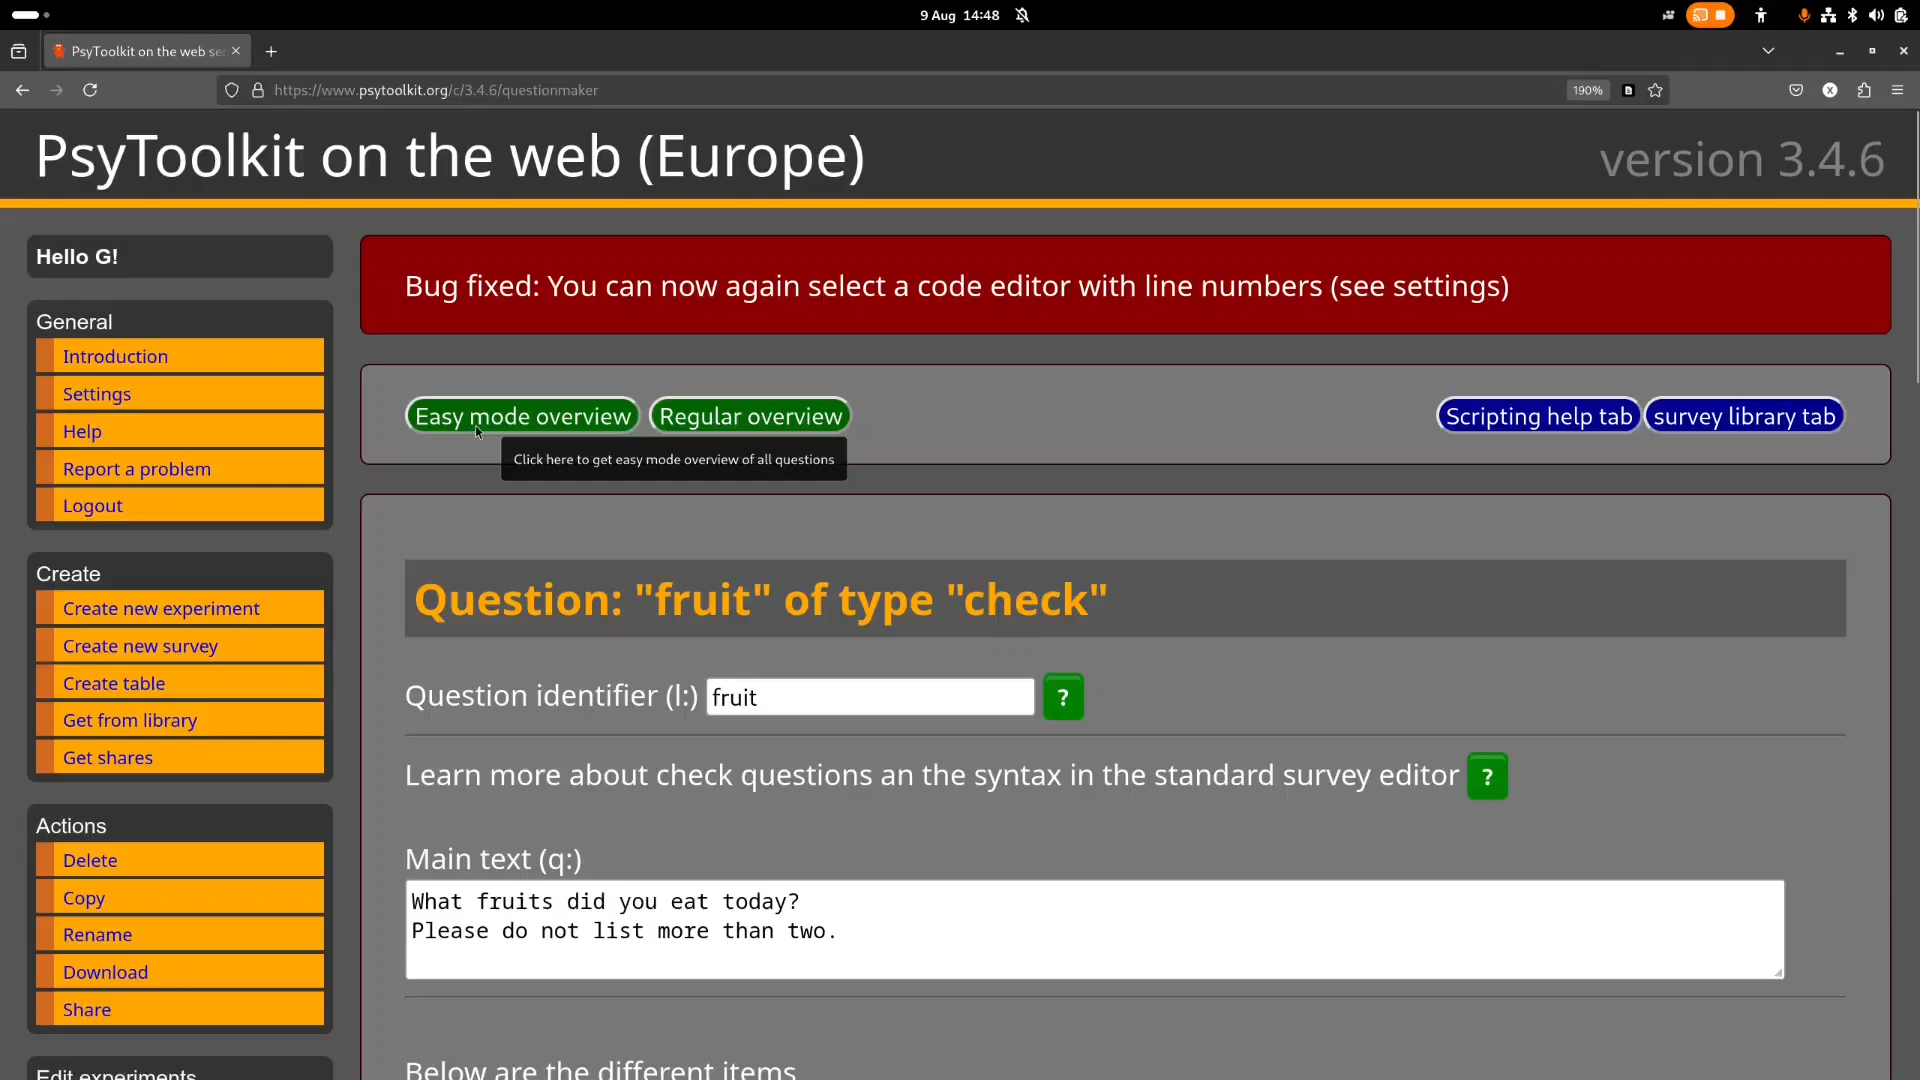 9 Aug 14:48
PsyToolkit on the web se
https://www.psytoolkit.org/c/3.4.6/questionmaker
190%
PsyToolkit on the web (Europe)
version 3.4.6
Hello G!
General
Introduction
Settings
Help
Report a problem
Logout
Create
Create new experiment
Create new survey
Create table
Get from library
Get shares
Actions
Delete
Copy
Rename
Download
Share
Edit experiments
Bug fixed: You can now again select a code editor with line numbers (see settings)
Easy mode overview Regular overview Scripting help tab survey library tab
Click here to get easy mode overview of all questions
Question: "fruit" of type "check"
Question identifier (l:) fruit ?
Learn more about check questions an the syntax in the standard survey editor ?
Main text (q:)
What fruits did you eat today?
Please do not list more than two.
Below are the different items